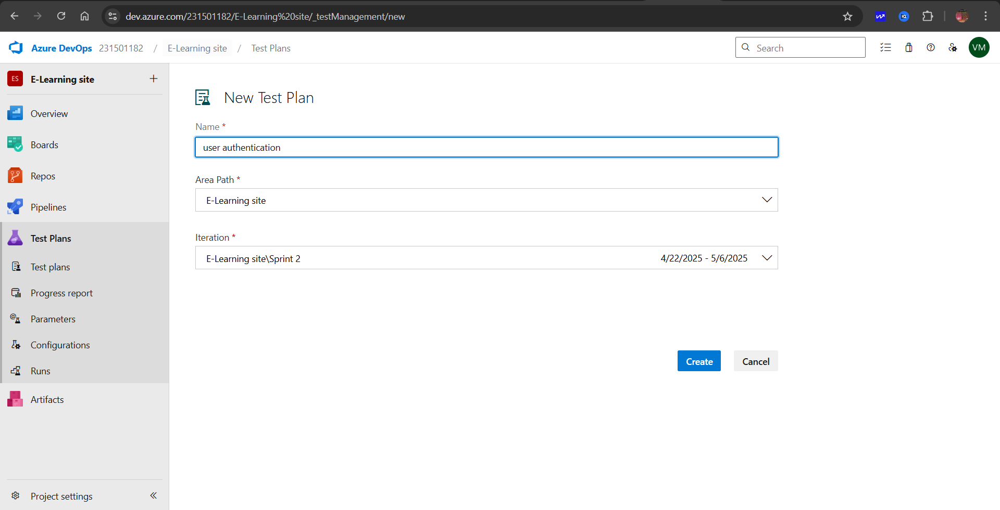 dev.azure.com/231501182/E-Learning%20site/_testManagement/new
Azure DevOps 231501182 / E-Learning site / Test Plans
Search
VM
ES E-Learning site
Overview
Boards
Repos
Pipelines
Test Plans
Test plans
Progress report
Parameters
Configurations
Runs
Artifacts
Project settings
New Test Plan
Name *
user authentication
Area Path *
E-Learning site
Iteration *
E-Learning site\Sprint 2 4/22/2025 - 5/6/2025
Create Cancel